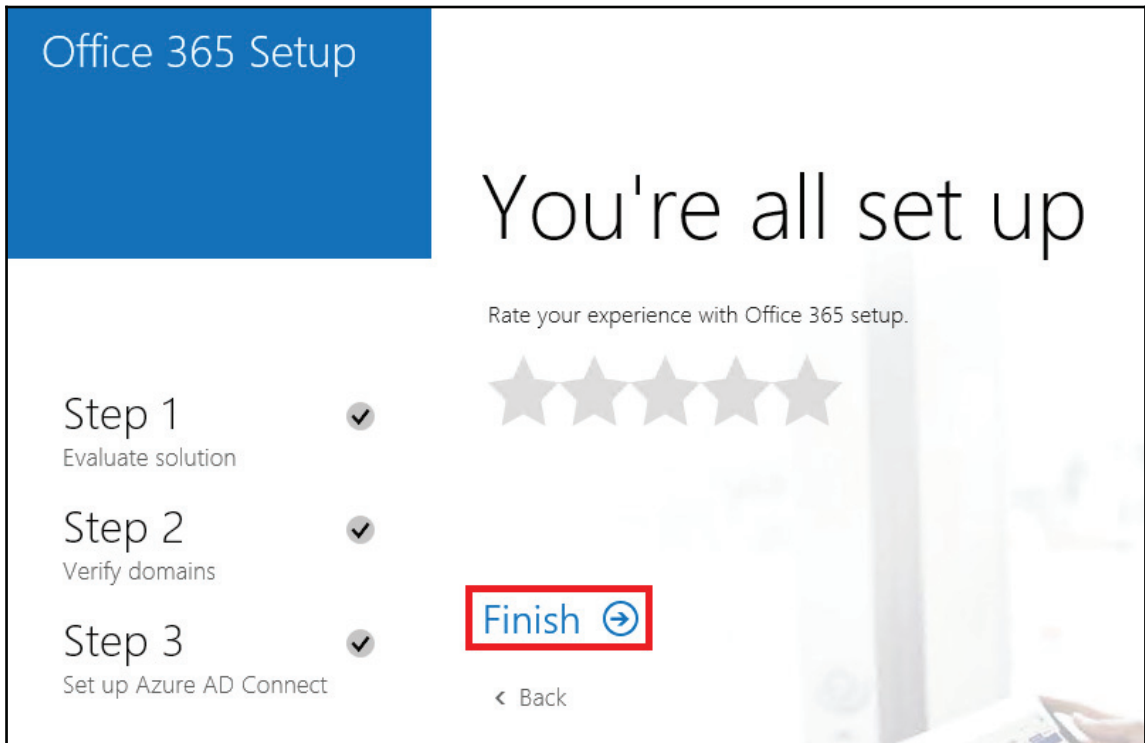 Office 365 Setup
You're all set up
Rate your experience with Office 365 setup.
Step 1
Evaluate solution
Step 2
Verify domains
Step 3
Set up Azure AD Connect
Finish
Back